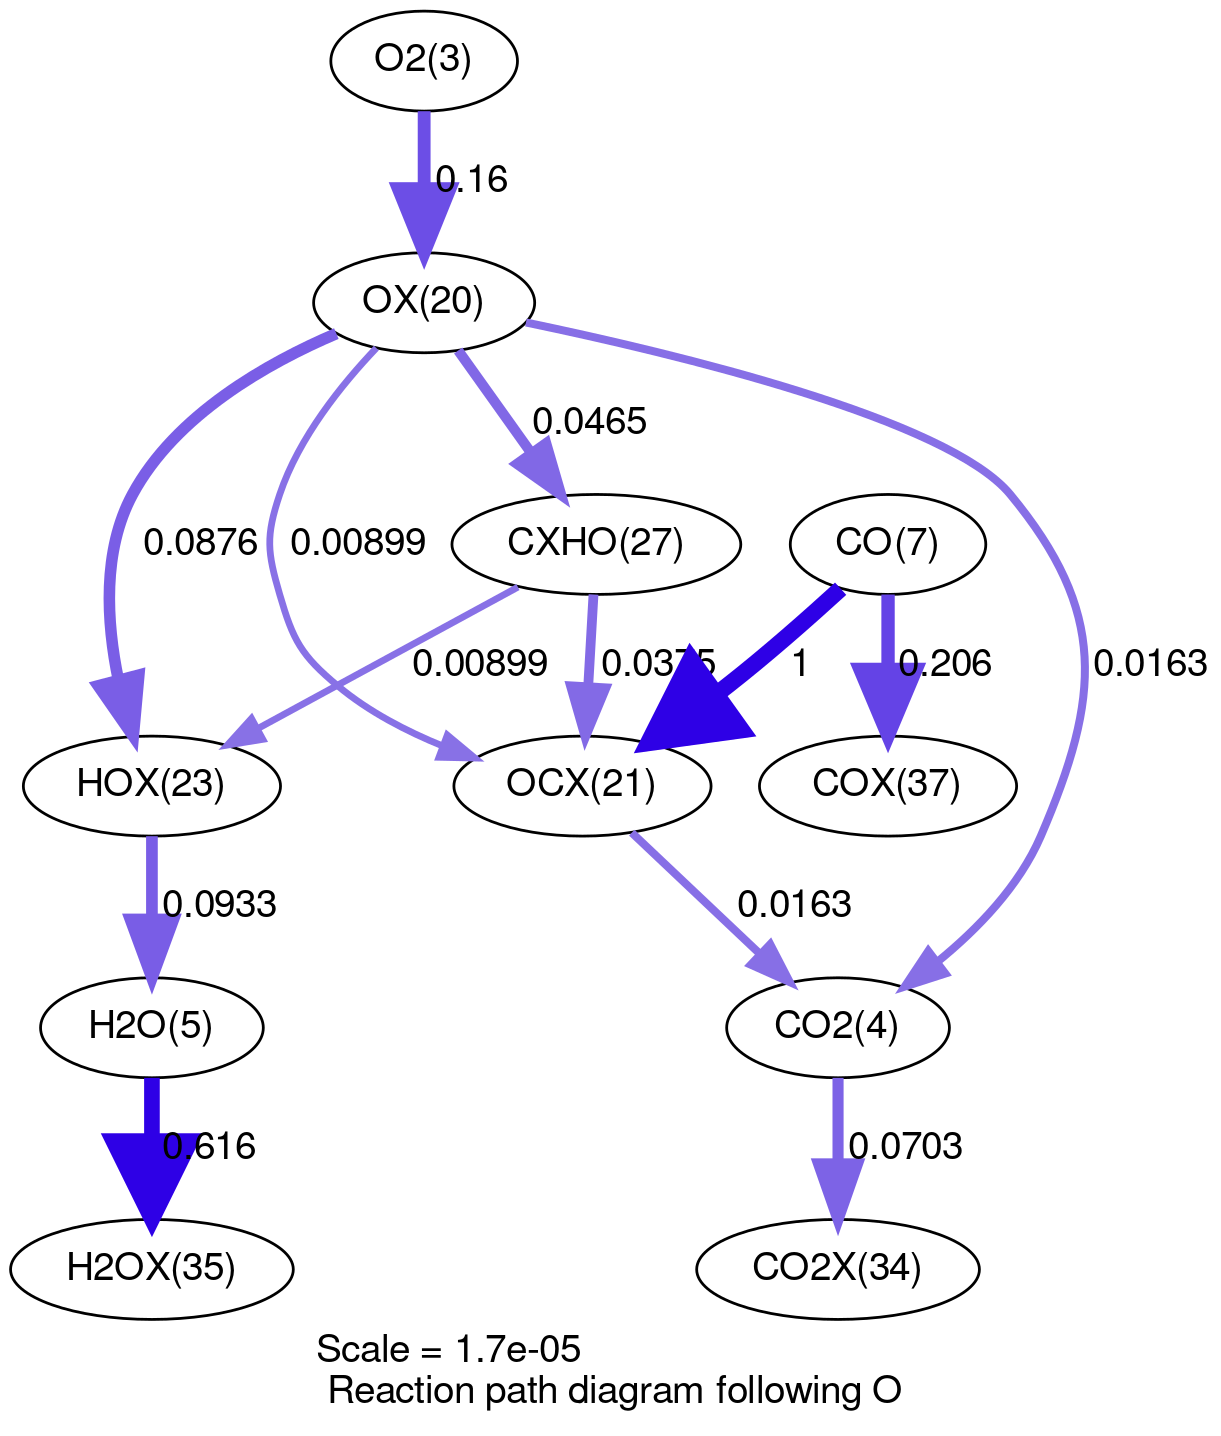 O2(3)
0.16
OX(20)
0.0465
0.0876
0.00899
CXHO(27)
CO(7)
0.00899
0.0375
1
0.206
0.0163
HOX(23)
OCX(21)
COX(37)
0.0933
0.0163
H2O(5)
CO2(4)
0.616
0.0703
H2OX(35)
CO2X(34)
Scale = 1.7e-05
Reaction path diagram following O